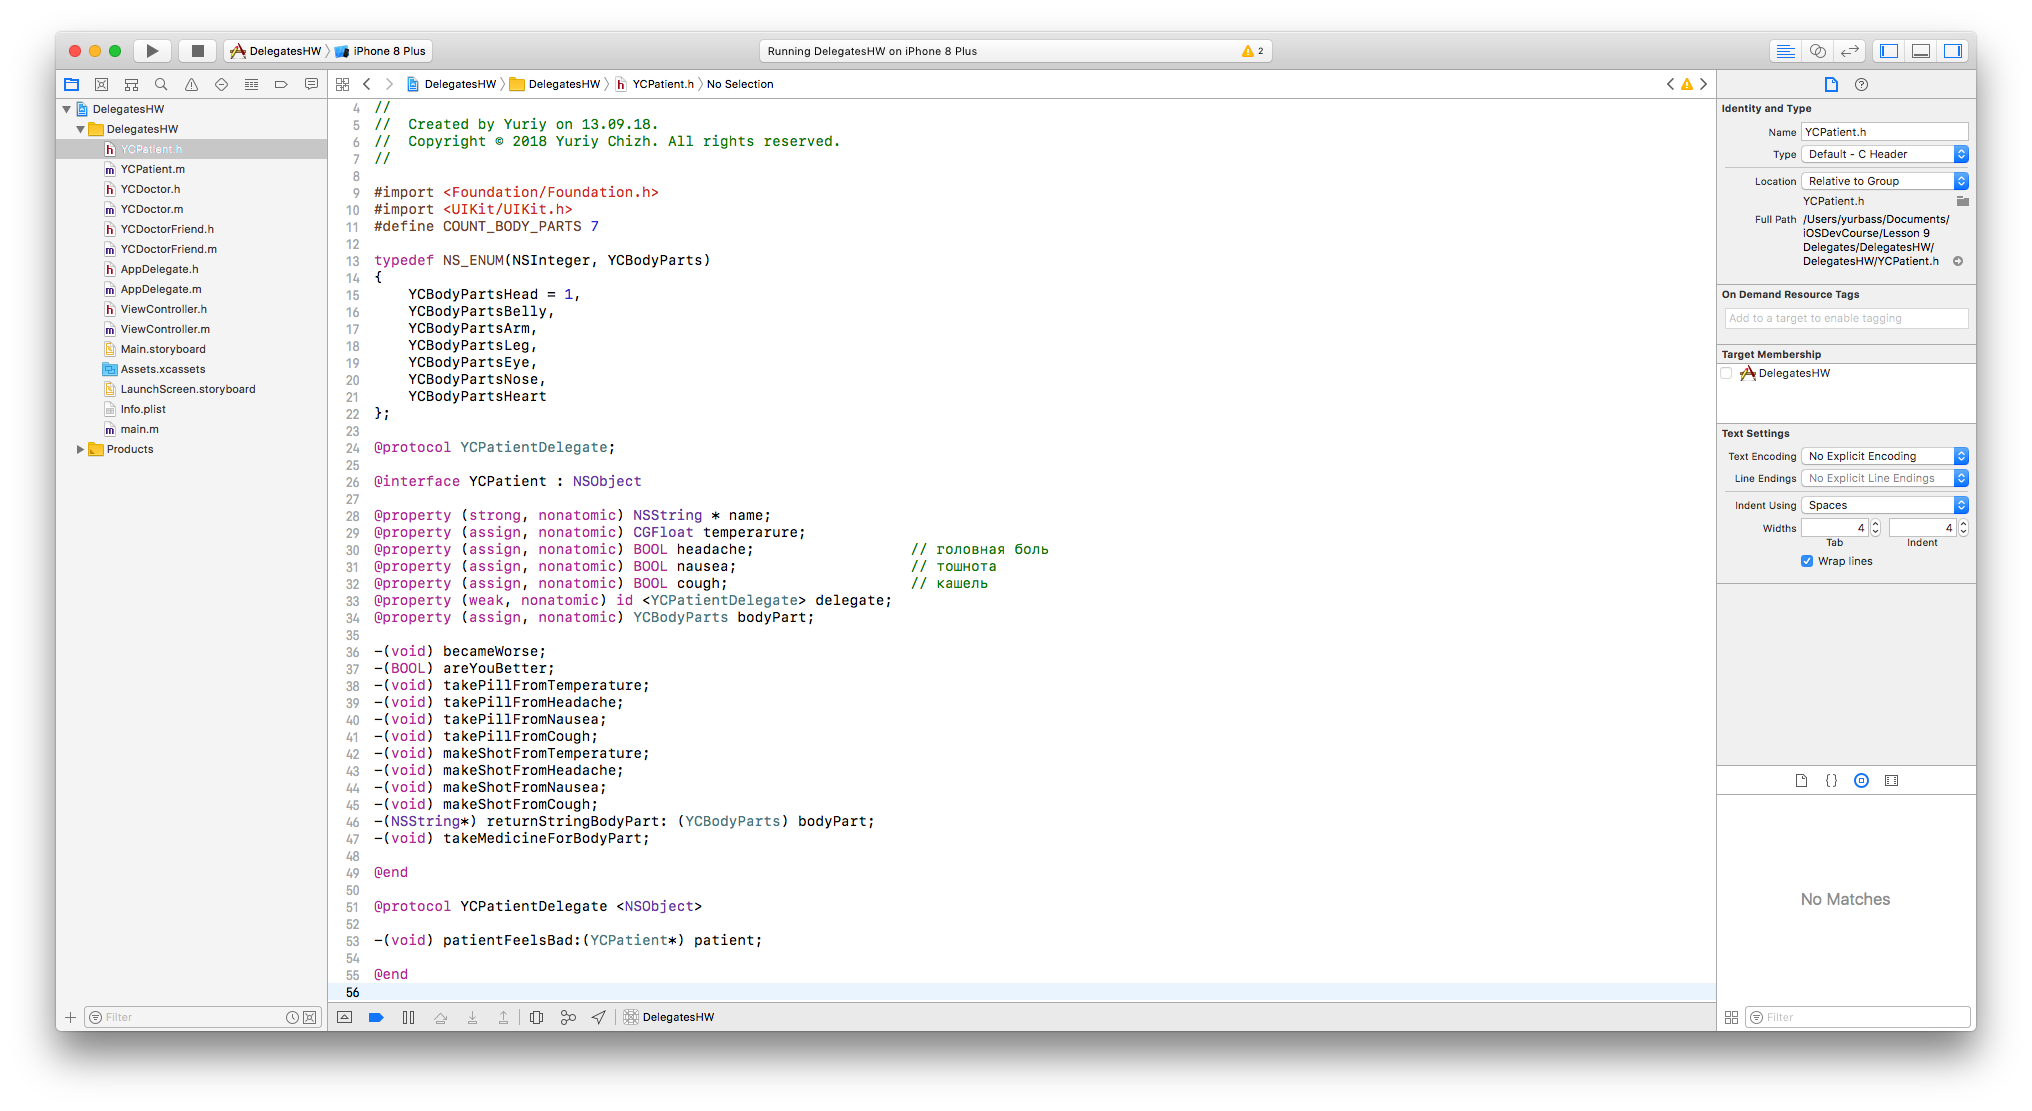 DelegatesHW iPhone 8 Plus
Running DelegatesHW on iPhone 8 Plus
2
DelegatesHW DelegatesHW YCPatient.h No Selection
DelegatesHW
DelegatesHW
YCPatient.h
YCPatient.m
YCDoctor.h
YCDoctor.m
YCDoctorFriend.h
YCDoctorFriend.m
AppDelegate.h
AppDelegate.m
ViewController.h
ViewController.m
Main.storyboard
Assets.xcassets
LaunchScreen.storyboard
Info.plist
main.m
Products
Filter
4 //
5 //  Created by Yuriy on 13.09.18.
6 //  Copyright © 2018 Yuriy Chizh. All rights reserved.
7 //
8
9 #import <Foundation/Foundation.h>
10 #import <UIKit/UIKit.h>
11 #define COUNT_BODY_PARTS 7
12
13 typedef NS_ENUM(NSInteger, YCBodyParts)
14 {
15     YCBodyPartsHead = 1,
16     YCBodyPartsBelly,
17     YCBodyPartsArm,
18     YCBodyPartsLeg,
19     YCBodyPartsEye,
20     YCBodyPartsNose,
21     YCBodyPartsHeart
22 };
23
24 @protocol YCPatientDelegate;
25
26 @interface YCPatient : NSObject
27
28 @property (strong, nonatomic) NSString * name;
29 @property (assign, nonatomic) CGFloat temperarure;
30 @property (assign, nonatomic) BOOL headache; // головная боль
31 @property (assign, nonatomic) BOOL nausea; // тошнота
32 @property (assign, nonatomic) BOOL cough; // кашель
33 @property (weak, nonatomic) id <YCPatientDelegate> delegate;
34 @property (assign, nonatomic) YCBodyParts bodyPart;
35
36 -(void) becameWorse;
37 -(BOOL) areYouBetter;
38 -(void) takePillFromTemperature;
39 -(void) takePillFromHeadache;
40 -(void) takePillFromNausea;
41 -(void) takePillFromCough;
42 -(void) makeShotFromTemperature;
43 -(void) makeShotFromHeadache;
44 -(void) makeShotFromNausea;
45 -(void) makeShotFromCough;
46 -(NSString*) returnStringBodyPart: (YCBodyParts) bodyPart;
47 -(void) takeMedicineForBodyPart;
48
49 @end
50
51 @protocol YCPatientDelegate <NSObject>
52
53 -(void) patientFeelsBad:(YCPatient*) patient;
54
55 @end
56
DelegatesHW
Identity and Type
Name YCPatient.h
Type Default - C Header
Location Relative to Group
YCPatient.h
Full Path /Users/yurbass/Documents/
iOSDevCourse/Lesson 9
Delegates/DelegatesHW/
DelegatesHW/YCPatient.h
On Demand Resource Tags
Add to a target to enable tagging
Target Membership
DelegatesHW
Text Settings
Text Encoding No Explicit Encoding
Line Endings No Explicit Line Endings
Indent Using Spaces
Widths 4 4
Tab Indent
Wrap lines
{}
No Matches
Filter